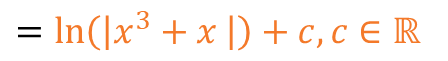 = ln(|x³ + x |) + c, c ∈ ℝ